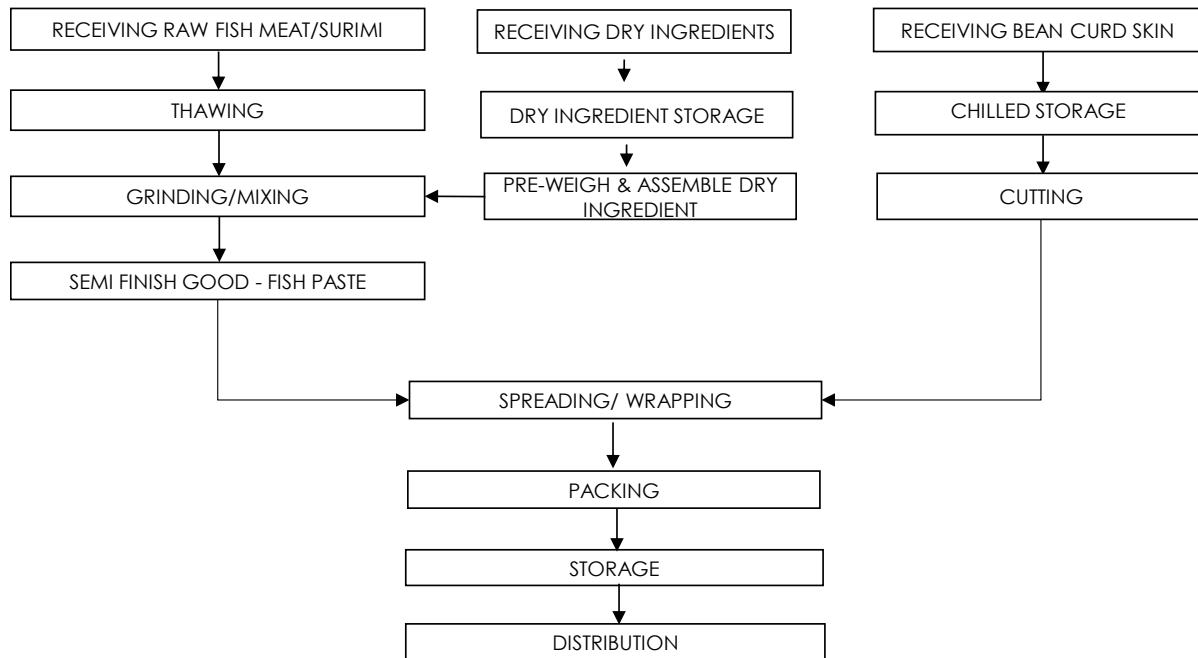 RECEIVING RAW FISH MEAT/SURIMI
RECEIVING DRY INGREDIENTS
RECEIVING BEAN CURD SKIN
THAWING
DRY INGREDIENT STORAGE
CHILLED STORAGE
GRINDING/MIXING
PRE-WEIGH & ASSEMBLE DRY
INGREDIENT
CUTTING
SEMI FINISH GOOD - FISH PASTE
SPREADING/ WRAPPING
PACKING
STORAGE
DISTRIBUTION